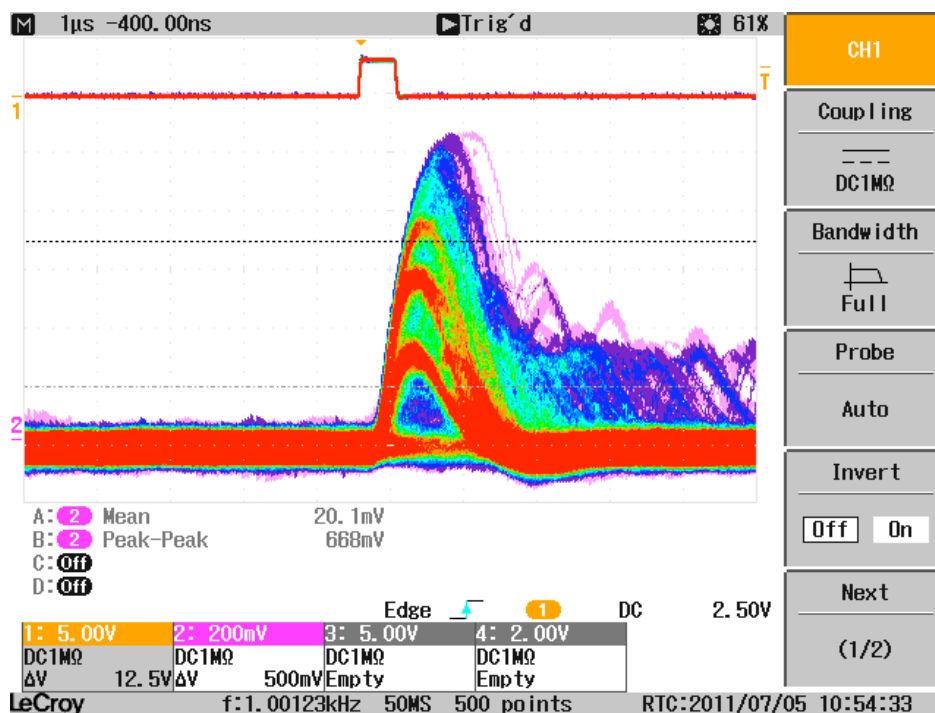 M 1μs -400.00ns Trig´d 61%
CH1
T
1
Coupling
DC1MΩ
Bandwidth
Full
Probe
Auto
2
Invert
Off On
A: 2 Mean 20.1mV
B: 2 Peak-Peak 668mV
C: Off
D: Off
Next
(1/2)
Edge 1 DC 2.50V
1: 5.00V 2: 200mV 3: 5.00V 4: 2.00V
DC1MΩ DC1MΩ DC1MΩ DC1MΩ
ΔV 12.5V ΔV 500mV Empty Empty
LeCroy f:1.00123kHz 50MS 500 points RTC:2011/07/05 10:54:33